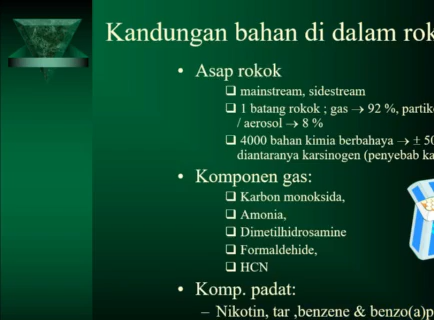 Kandungan bahan di dalam rok
• Asap rokok
❑ mainstream, sidestream
❑ 1 batang rokok ; gas → 92 %, partik
/ aerosol → 8 %
❑ 4000 bahan kimia berbahaya → ± 50
diantaranya karsinogen (penyebab ka
• Komponen gas:
❑ Karbon monoksida,
❑ Amonia,
❑ Dimetilhidrosamine
❑ Formaldehide,
❑ HCN
• Komp. padat:
– Nikotin, tar ,benzene & benzo(a)p